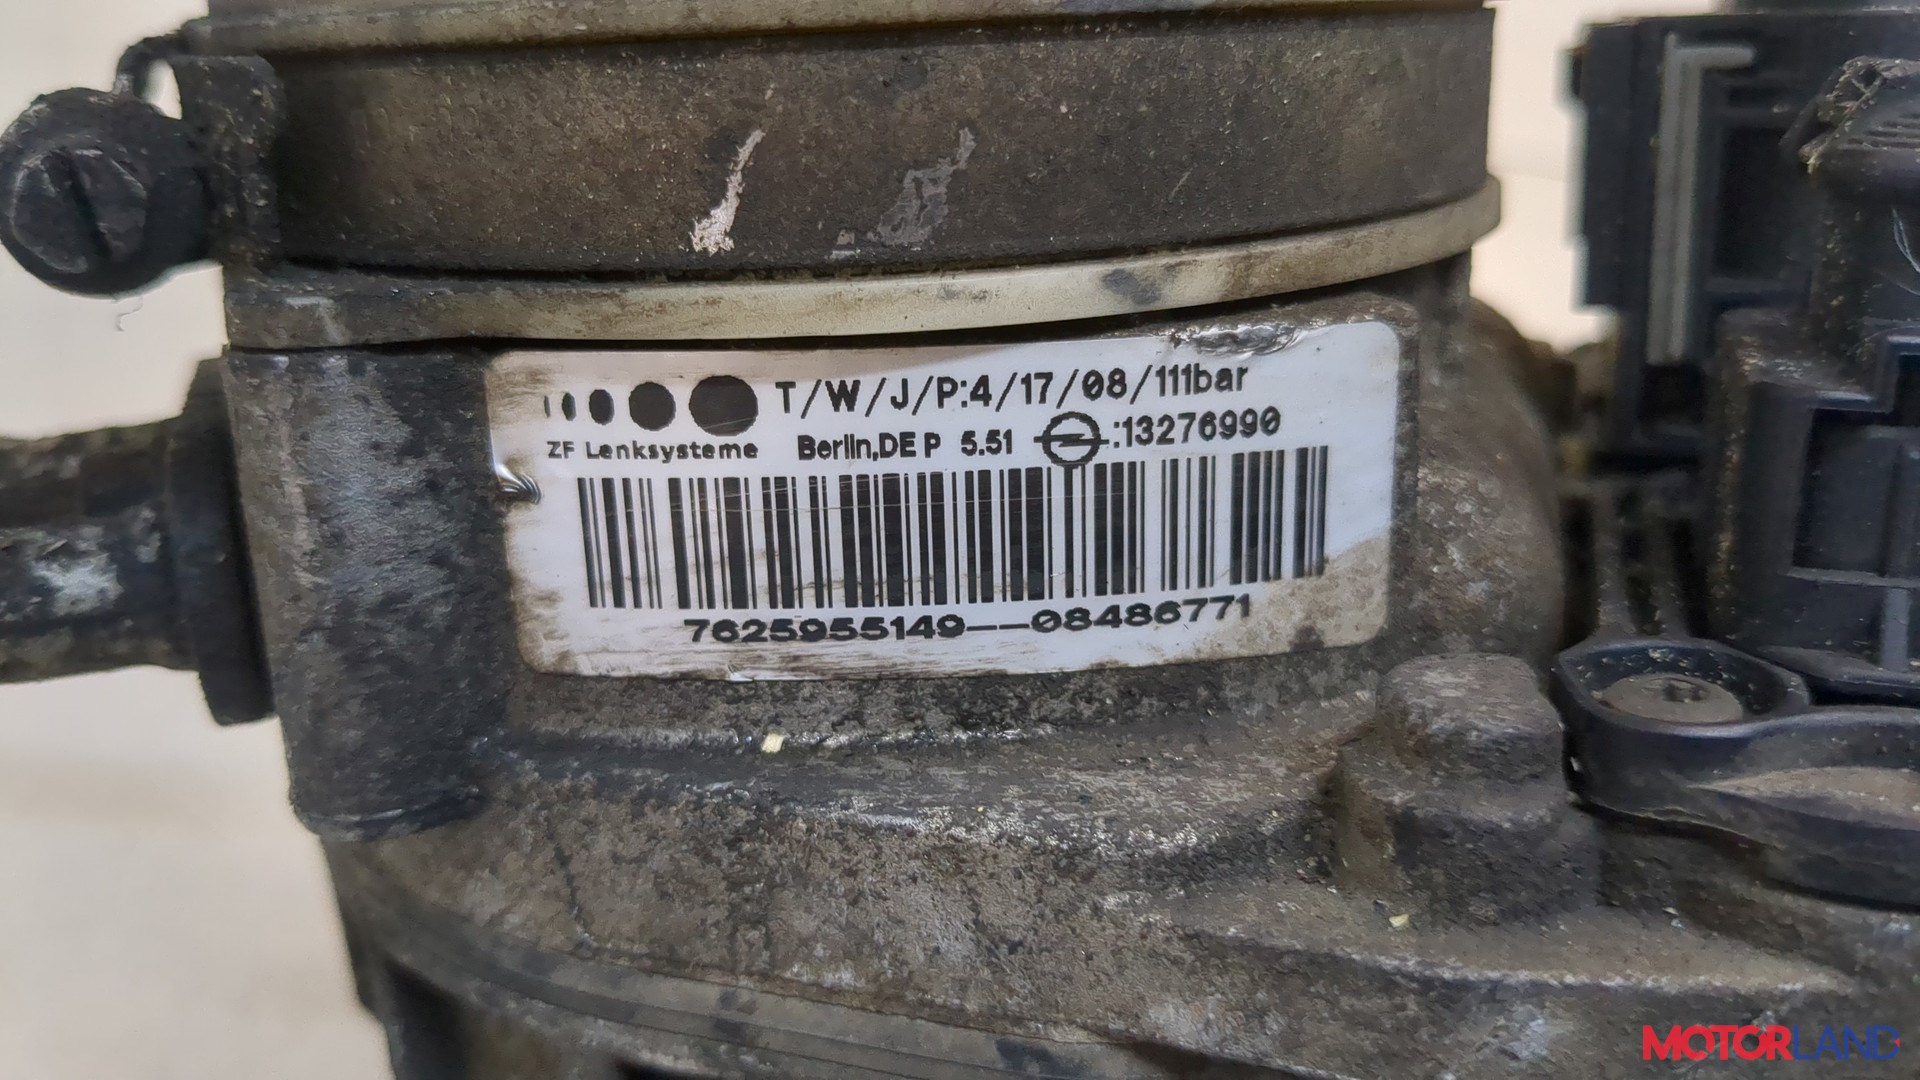 T/W/J/P:4/17/08/111bar
ZF Lenksysteme Berlin,DE P 5.51 :13276990
7625955149--08486771
MOTORLAND